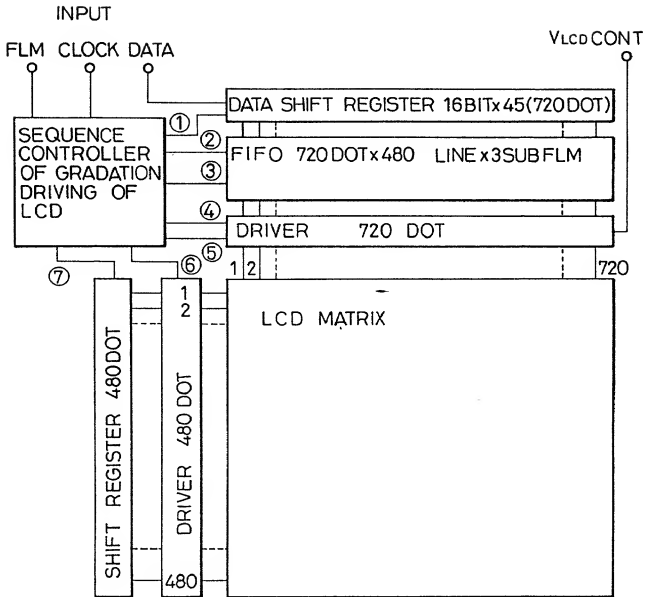 INPUT
FLM CLOCK DATA
VLCD CONT
DATA SHIFT REGISTER 16BITx45(720DOT)
①
SEQUENCE
CONTROLLER
OF GRADATION
DRIVING OF
LCD
②
FIFO 720DOTx480 LINEx3SUBFLM
③
④
DRIVER 720 DOT
⑤
⑥
⑦
1 2 720
1
2
LCD MATRIX
SHIFT REGISTER 480DOT
DRIVER 480DOT
480